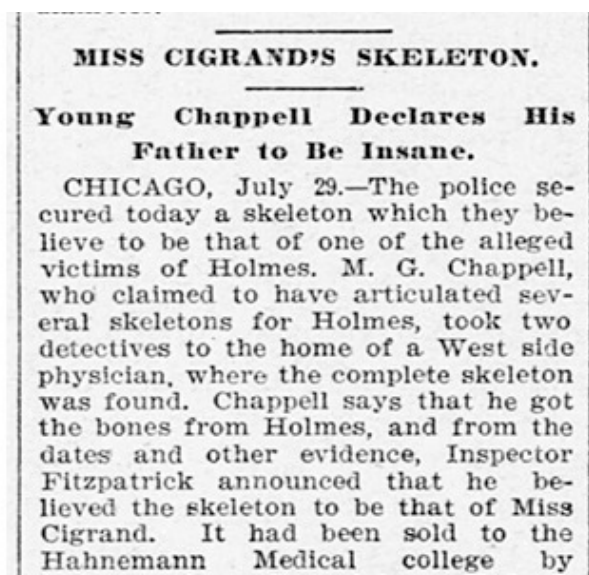 MISS CIGRAND'S SKELETON.
Young Chappell Declares His
Father to Be Insane.
CHICAGO, July 29.—The police se-
cured today a skeleton which they be-
lieve to be that of one of the alleged
victims of Holmes. M. G. Chappell,
who claimed to have articulated sev-
eral skeletons for Holmes, took two
detectives to the home of a West side
physician, where the complete skeleton
was found. Chappell says that he got
the bones from Holmes, and from the
dates and other evidence, Inspector
Fitzpatrick announced that he be-
lieved the skeleton to be that of Miss
Cigrand. It had been sold to the
Hahnemann Medical college by